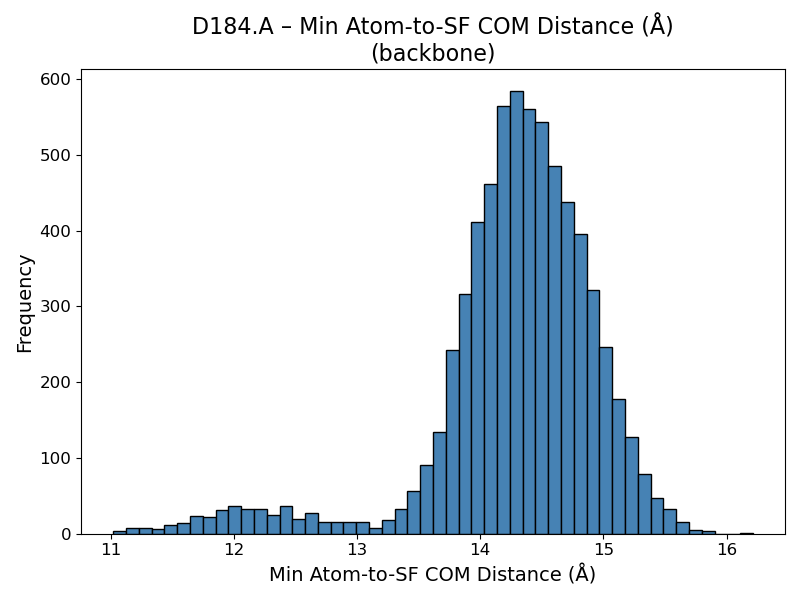 D184.A – Min Atom-to-SF COM Distance (Å)
(backbone)
600
500
400
300
200
100
0
Frequency
11 12 13 14 15 16
Min Atom-to-SF COM Distance (Å)